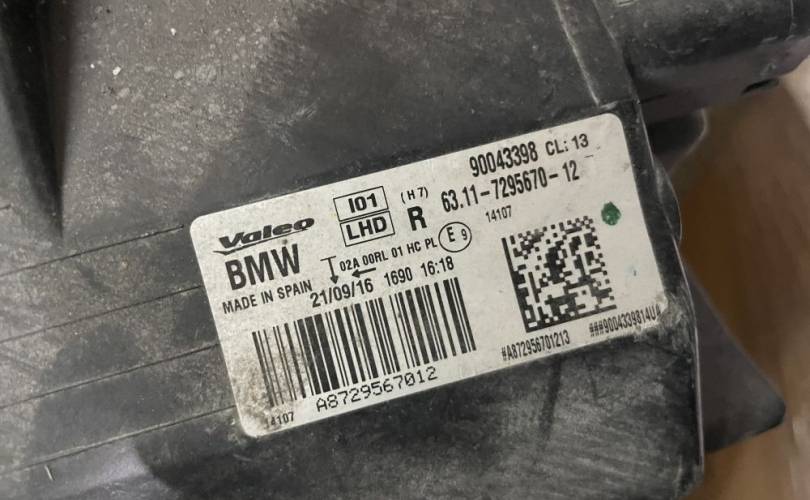 90043398 CL: 13
I01 (H7) 63.11-7295670-12
Valeo LHD R 14107
BMW 02A 00RL 01 HC PL E9
MADE IN SPAIN 21/09/16 1690 16:18
#A872956701213 ###9004339814UA
A8729567012
14107